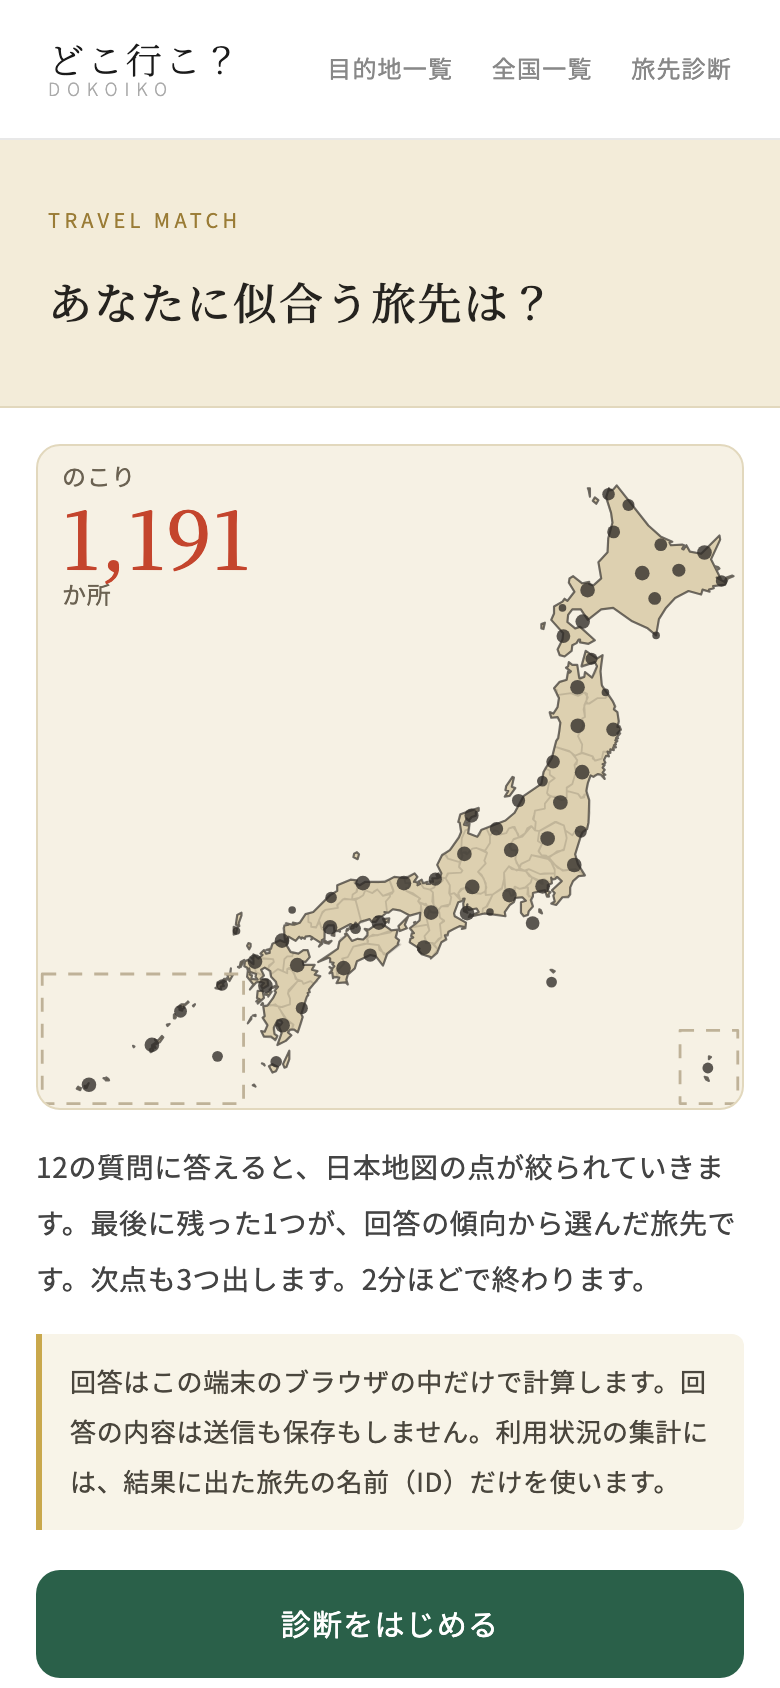 どこ行こ？
DOKOIKO
目的地一覧 全国一覧 旅先診断
TRAVEL MATCH
あなたに似合う旅先は？
のこり
1,191
か所
12の質問に答えると、日本地図の点が絞られていきま
す。最後に残った1つが、回答の傾向から選んだ旅先で
す。次点も3つ出します。2分ほどで終わります。
回答はこの端末のブラウザの中だけで計算します。回
答の内容は送信も保存もしません。利用状況の集計に
は、結果に出た旅先の名前（ID）だけを使います。
診断をはじめる